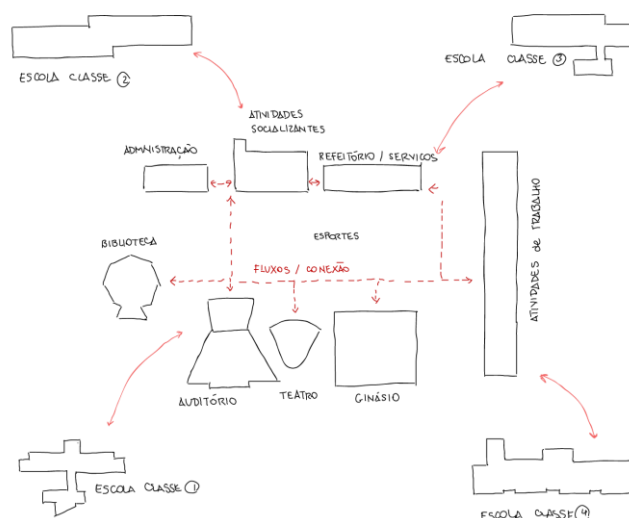 ESCOLA CLASSE 2
ESCOLA CLASSE 3
ATIVIDADES
SOCIALIZANTES
ADMNISTRAÇÃO
REFEITÓRIO / SERVIÇOS
BIBLIOTECA
ESPORTES
FLUXOS / CONEXÃO
ATIVIDADES de TRABALHO
AUDITÓRIO
TEATRO
GINÁSIO
ESCOLA CLASSE 1
ESCOLA CLASSE 4